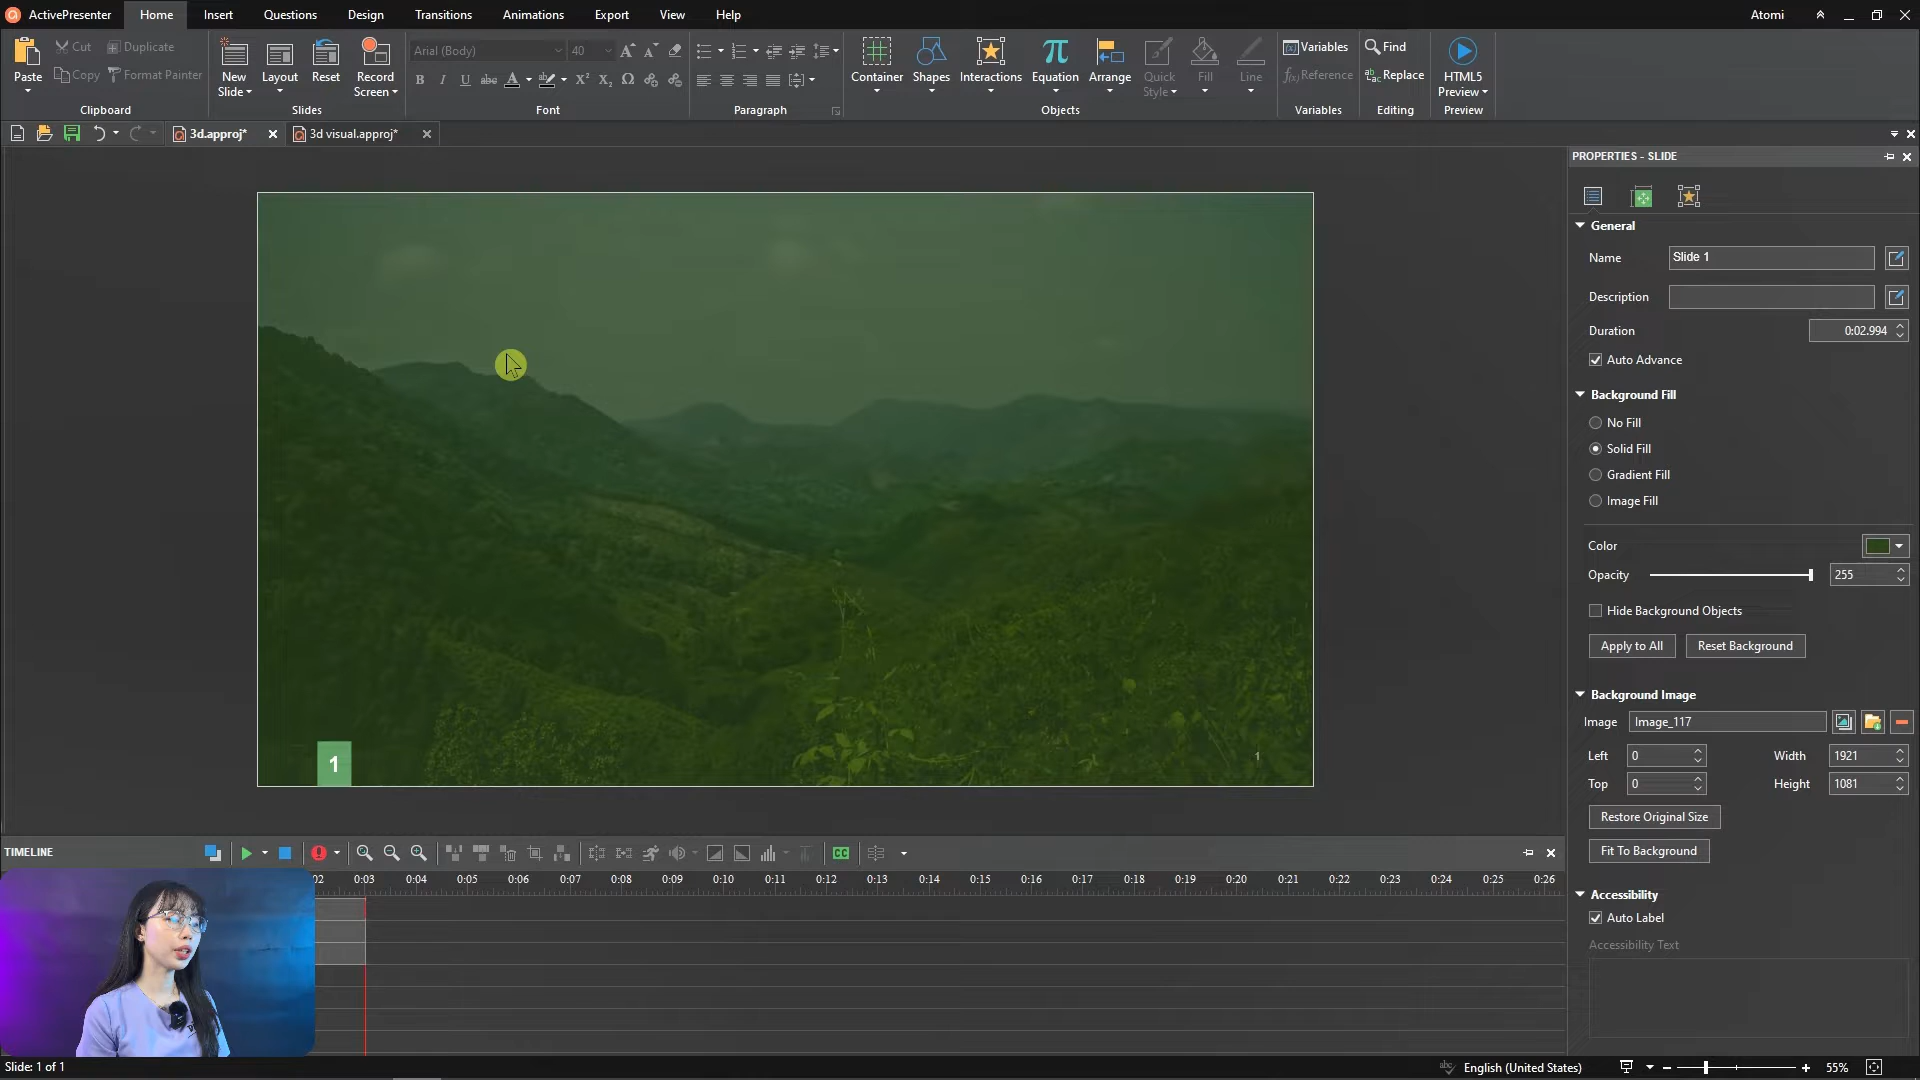 ActivePresenter Home Insert Questions Design Transitions Animations Export View Help Atomi
Paste Cut Duplicate Copy Format Painter
Clipboard
New Slide Layout Reset Record Screen
Slides
Arial (Body) 40
B I U abc A X² X₂ Ω
Font
Paragraph
Container Shapes Interactions Equation Arrange Quick Style Fill Line
Objects
Variables
Reference
Variables
Find
Replace
Editing
HTML5 Preview
Preview
3d.approj* 3d visual.approj*
PROPERTIES - SLIDE
General
Name Slide 1
Description
Duration 0:02.994
Auto Advance
Background Fill
No Fill
Solid Fill
Gradient Fill
Image Fill
Color
Opacity 255
Hide Background Objects
Apply to All Reset Background
Background Image
Image Image_117
Left 0 Width 1921
Top 0 Height 1081
Restore Original Size
Fit To Background
Accessibility
Auto Label
Accessibility Text
1 1
TIMELINE CC
02 0:03 0:04 0:05 0:06 0:07 0:08 0:09 0:10 0:11 0:12 0:13 0:14 0:15 0:16 0:17 0:18 0:19 0:20 0:21 0:22 0:23 0:24 0:25 0:26
Slide: 1 of 1 abc English (United States) 55%